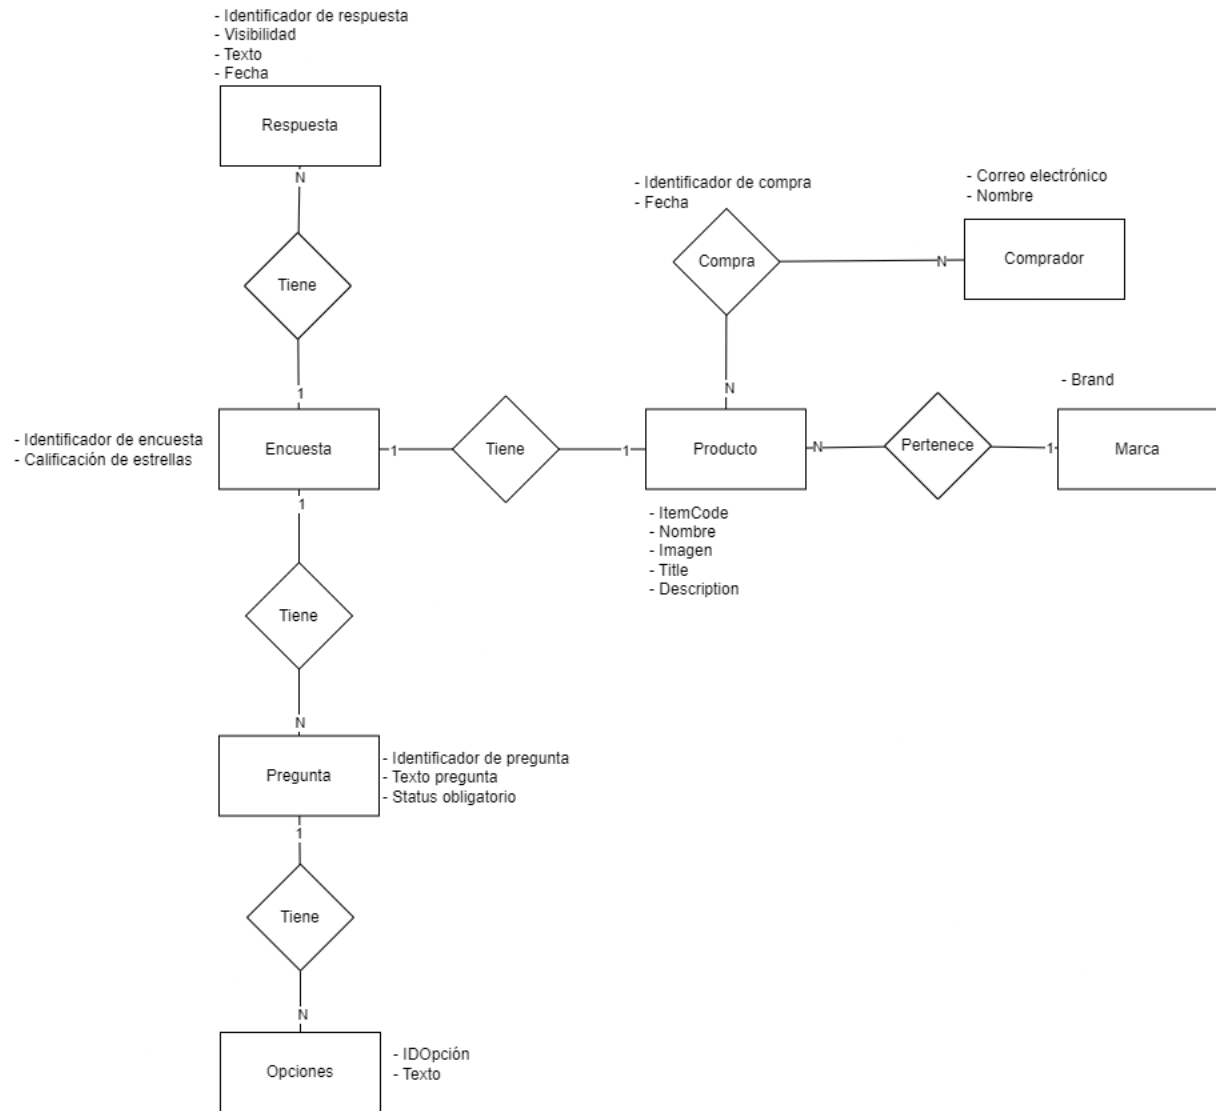 - Identificador de respuesta
- Visibilidad
- Texto
- Fecha
Respuesta
N
Tiene
1
- Identificador de compra
- Fecha
Compra
N
N
- Correo electrónico
- Nombre
Comprador
- Identificador de encuesta
- Calificación de estrellas
Encuesta
1
Tiene
1
Producto
N
Pertenece
1
- Brand
Marca
- ItemCode
- Nombre
- Imagen
- Title
- Description
1
Tiene
N
Pregunta
- Identificador de pregunta
- Texto pregunta
- Status obligatorio
1
Tiene
N
Opciones
- IDOpción
- Texto